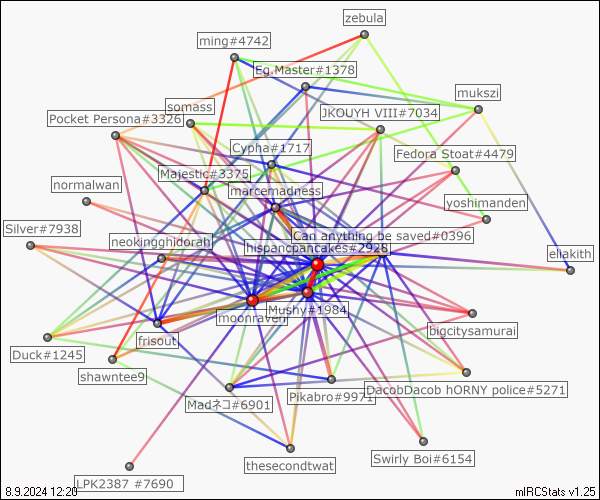 zebula
ming#4742
Eg.Master#1378
mukszi
somass
JKOUYH VIII#7034
Pocket Persona#3326
Cypha#1717
Fedora Stoat#4479
Majestic#3375
normalwan
marcemadness
yoshimanden
Silver#7938
Can anything be saved#0396
neokingghidorah
hispancpancakes#2928
eliakith
Mushy#1984
moonraven
bigcitysamurai
frisout
Duck#1245
shawntee9
Dacobbacob hORNY police#5271
Madネコ#6901
Pikabro#9971
Swirly Boi#6154
thesecondtwat
LPK2387 #7690
8.9.2024 12:20
mIRCStats v1.25